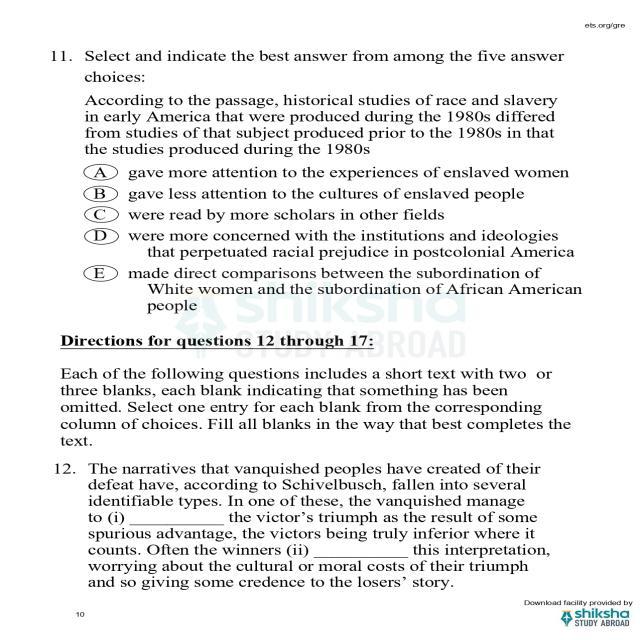 ets.org/gre
11. Select and indicate the best answer from among the five answer
choices:
According to the passage, historical studies of race and slavery
in early America that were produced during the 1980s differed
from studies of that subject produced prior to the 1980s in that
the studies produced during the 1980s
A gave more attention to the experiences of enslaved women
B gave less attention to the cultures of enslaved people
C were read by more scholars in other fields
D were more concerned with the institutions and ideologies
that perpetuated racial prejudice in postcolonial America
E made direct comparisons between the subordination of
White women and the subordination of African American
people
shiksha
STUDY ABROAD
Directions for questions 12 through 17:
Each of the following questions includes a short text with two or
three blanks, each blank indicating that something has been
omitted. Select one entry for each blank from the corresponding
column of choices. Fill all blanks in the way that best completes the
text.
12. The narratives that vanquished peoples have created of their
defeat have, according to Schivelbusch, fallen into several
identifiable types. In one of these, the vanquished manage
to (i) ___________ the victor's triumph as the result of some
spurious advantage, the victors being truly inferior where it
counts. Often the winners (ii) ___________ this interpretation,
worrying about the cultural or moral costs of their triumph
and so giving some credence to the losers' story.
Download facility provided by
10
shiksha
STUDY ABROAD